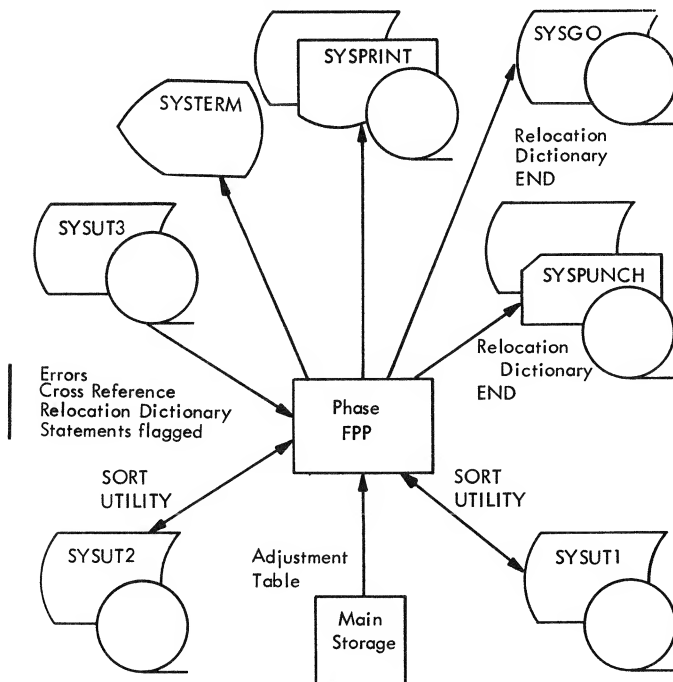 SYSPRINT
SYSGO
SYSTERM
Relocation
Dictionary
END
SYSUT3
SYSPUNCH
Relocation
Dictionary
END
Errors
Cross Reference
Relocation Dictionary
Statements flagged
Phase
FPP
SORT
UTILITY
SORT
UTILITY
SYSUT2
Adjustment
Table
SYSUT1
Main
Storage